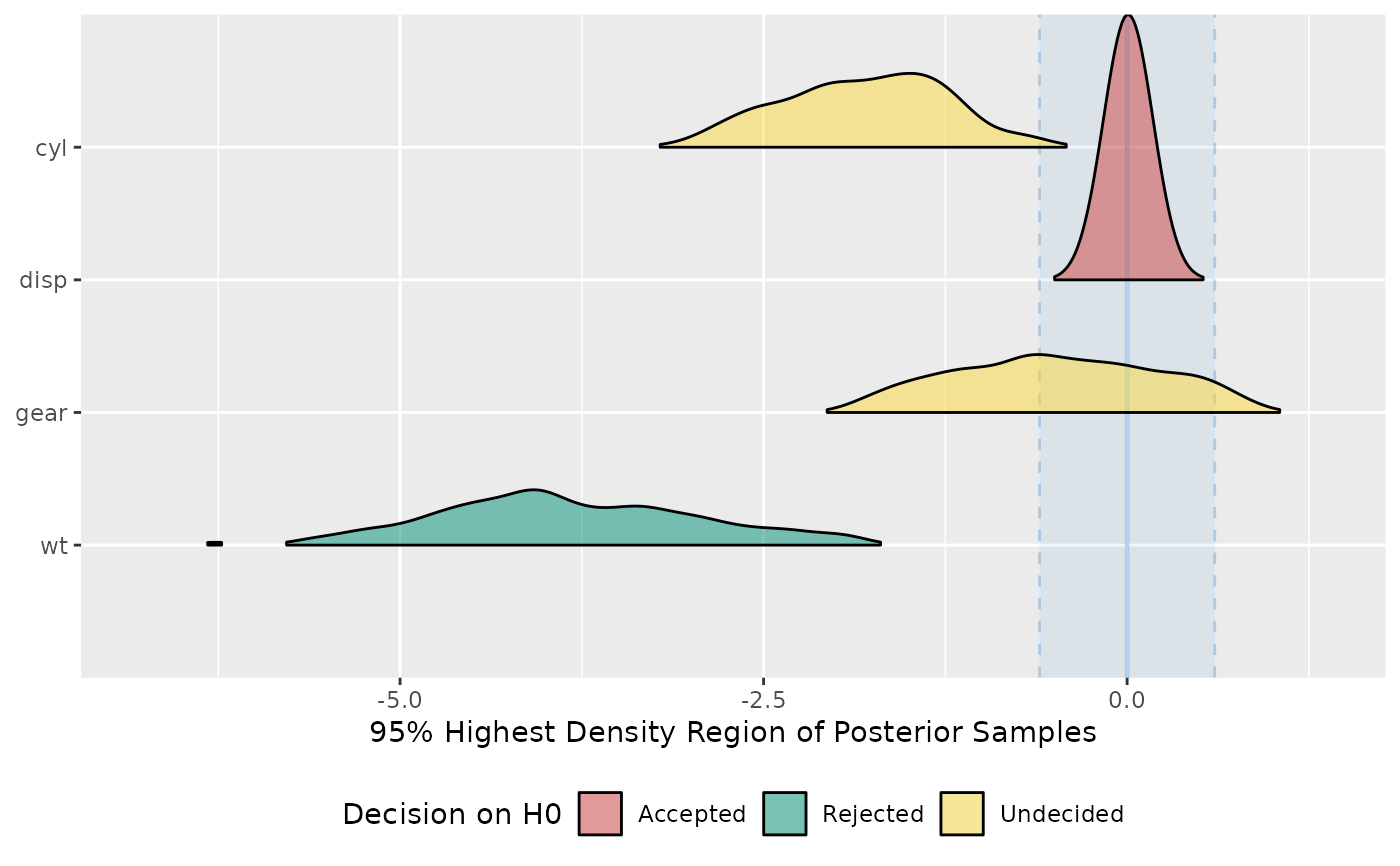 cyl
disp
gear
wt
-5.0 -2.5 0.0
95% Highest Density Region of Posterior Samples
Decision on H0 Accepted Rejected Undecided